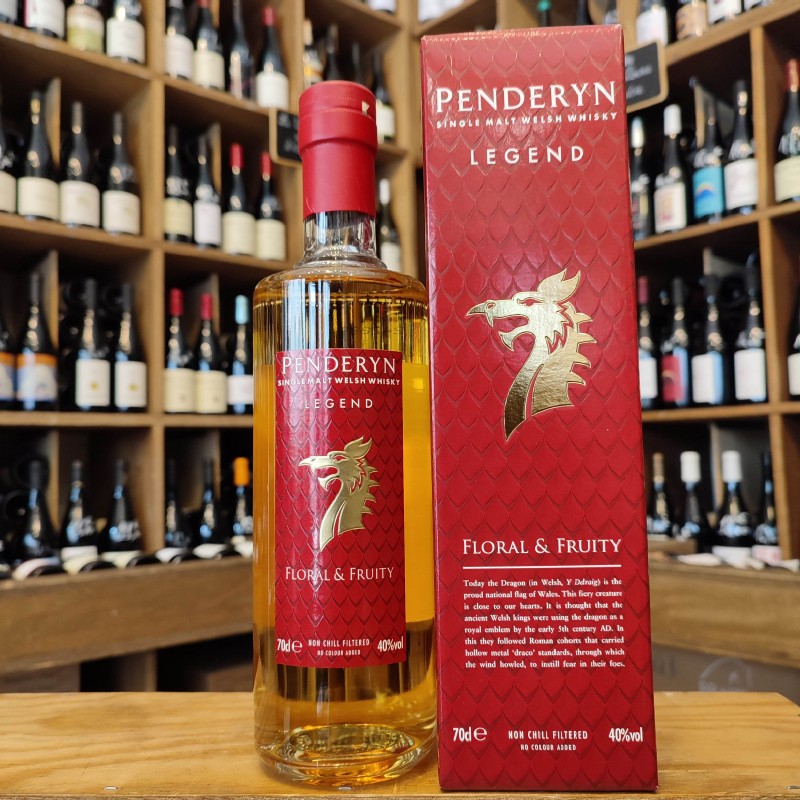 PENDERYN
SINGLE MALT WELSH WHISKY
LEGEND
FLORAL & FRUITY
70cl e
NON CHILL FILTERED
NO COLOUR ADDED
40%vol
PENDERYN
SINGLE MALT WELSH WHISKY
LEGEND
FLORAL & FRUITY
Today the Dragon (in Welsh, Y Ddraig) is the
proud national flag of Wales. This fiery creature
is close to our hearts. It is thought that the
ancient Welsh kings were using the dragon as a
royal emblem by the early 5th century AD. In
this they followed Roman cohorts that carried
hollow metal 'draco' standards, through which
the wind howled, to instill fear in their foes.
70cl e
NON CHILL FILTERED
NO COLOUR ADDED
40%vol